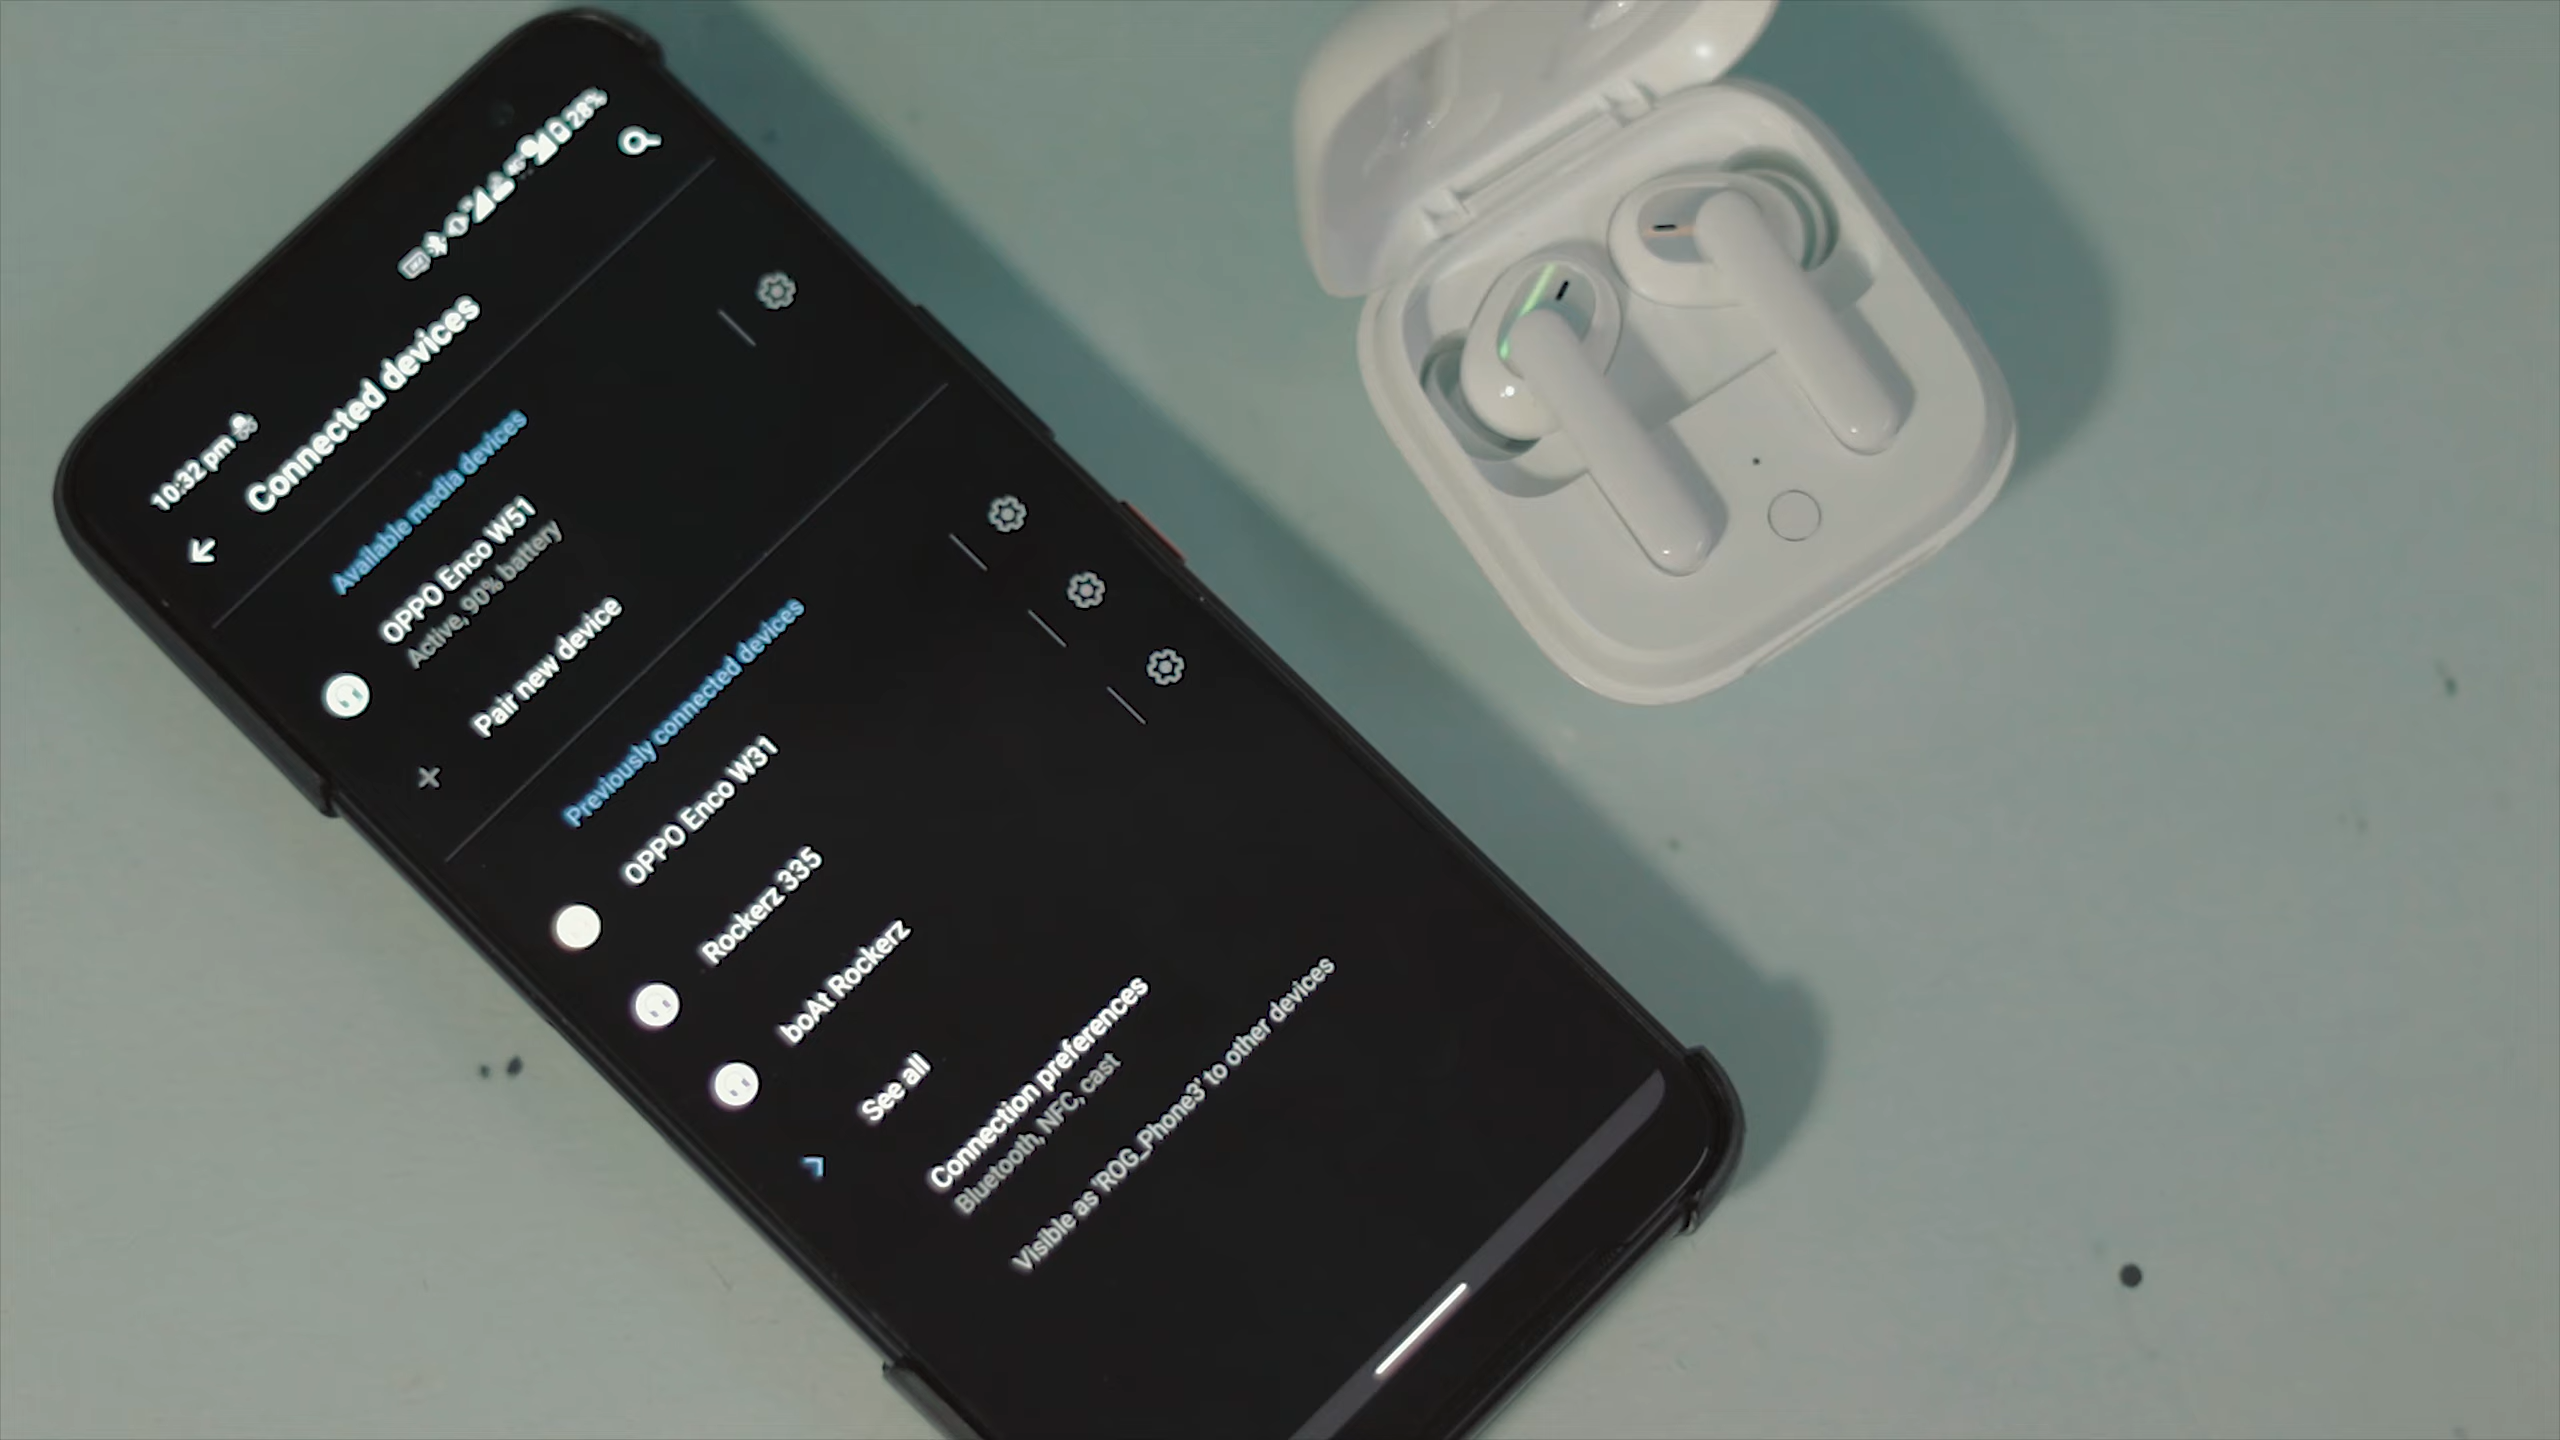 10:32 pm
28%
Connected devices
Available media devices
OPPO Enco W51
Active, 90% battery
Pair new device
Previously connected devices
OPPO Enco W31
Rockerz 335
boAt Rockerz
See all
Connection preferences
Bluetooth, NFC, cast
Visible as 'ROG_Phone3' to other devices